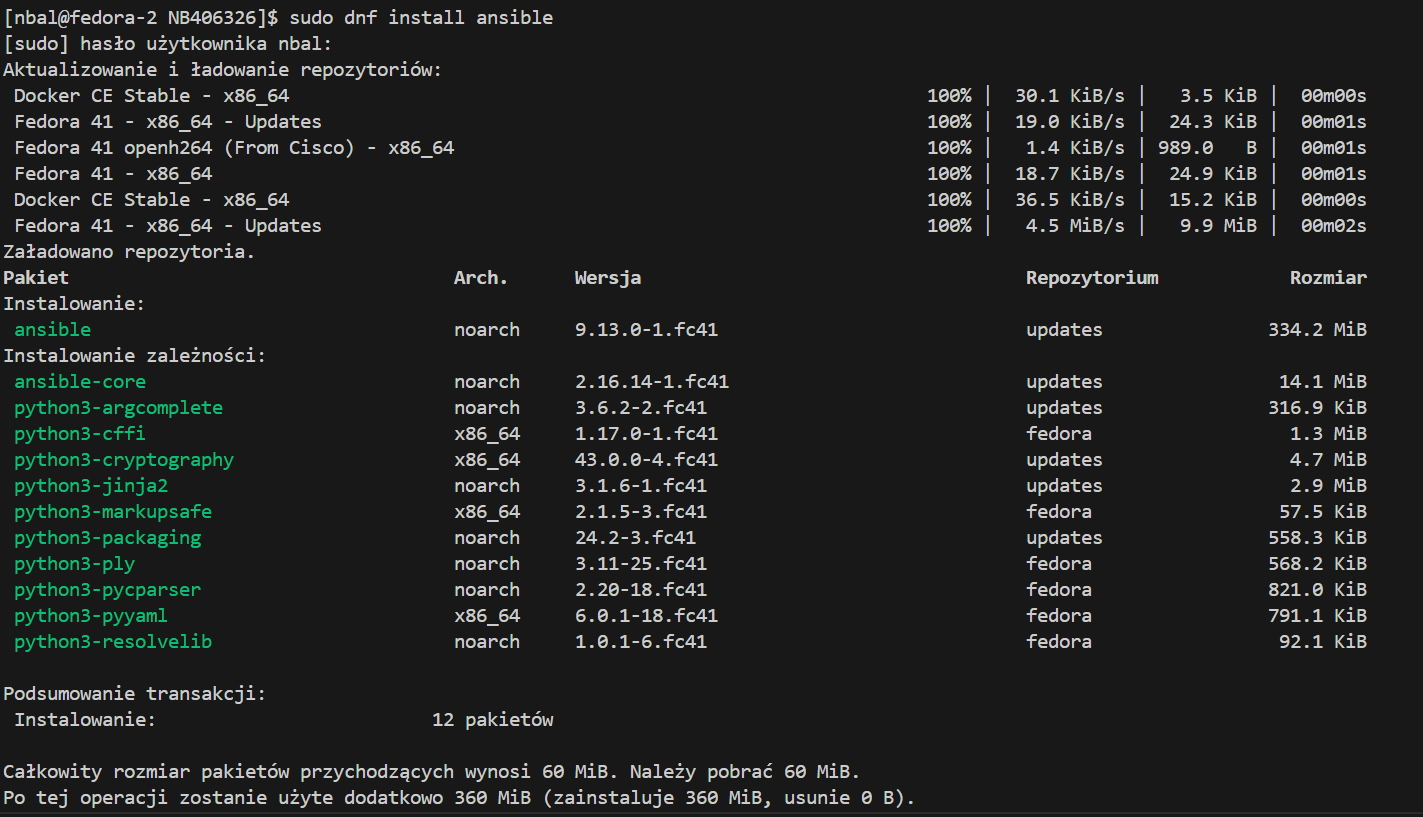 [nbal@fedora-2 NB406326]$ sudo dnf install ansible
[sudo] hasło użytkownika nbal:
Aktualizowanie i ładowanie repozytoriów:
Docker CE Stable - x86_64 100% | 30.1 KiB/s | 3.5 KiB | 00m00s
Fedora 41 - x86_64 - Updates 100% | 19.0 KiB/s | 24.3 KiB | 00m01s
Fedora 41 openh264 (From Cisco) - x86_64 100% | 1.4 KiB/s | 989.0 B | 00m01s
Fedora 41 - x86_64 100% | 18.7 KiB/s | 24.9 KiB | 00m01s
Docker CE Stable - x86_64 100% | 36.5 KiB/s | 15.2 KiB | 00m00s
Fedora 41 - x86_64 - Updates 100% | 4.5 MiB/s | 9.9 MiB | 00m02s
Załadowano repozytoria.
Pakiet Arch. Wersja Repozytorium Rozmiar
Instalowanie:
ansible noarch 9.13.0-1.fc41 updates 334.2 MiB
Instalowanie zależności:
ansible-core noarch 2.16.14-1.fc41 updates 14.1 MiB
python3-argcomplete noarch 3.6.2-2.fc41 updates 316.9 KiB
python3-cffi x86_64 1.17.0-1.fc41 fedora 1.3 MiB
python3-cryptography x86_64 43.0.0-4.fc41 updates 4.7 MiB
python3-jinja2 noarch 3.1.6-1.fc41 updates 2.9 MiB
python3-markupsafe x86_64 2.1.5-3.fc41 fedora 57.5 KiB
python3-packaging noarch 24.2-3.fc41 updates 558.3 KiB
python3-ply noarch 3.11-25.fc41 fedora 568.2 KiB
python3-pycparser noarch 2.20-18.fc41 fedora 821.0 KiB
python3-pyyaml x86_64 6.0.1-18.fc41 fedora 791.1 KiB
python3-resolvelib noarch 1.0.1-6.fc41 fedora 92.1 KiB
Podsumowanie transakcji:
Instalowanie: 12 pakietów
Całkowity rozmiar pakietów przychodzących wynosi 60 MiB. Należy pobrać 60 MiB.
Po tej operacji zostanie użyte dodatkowo 360 MiB (zainstaluje 360 MiB, usunie 0 B).